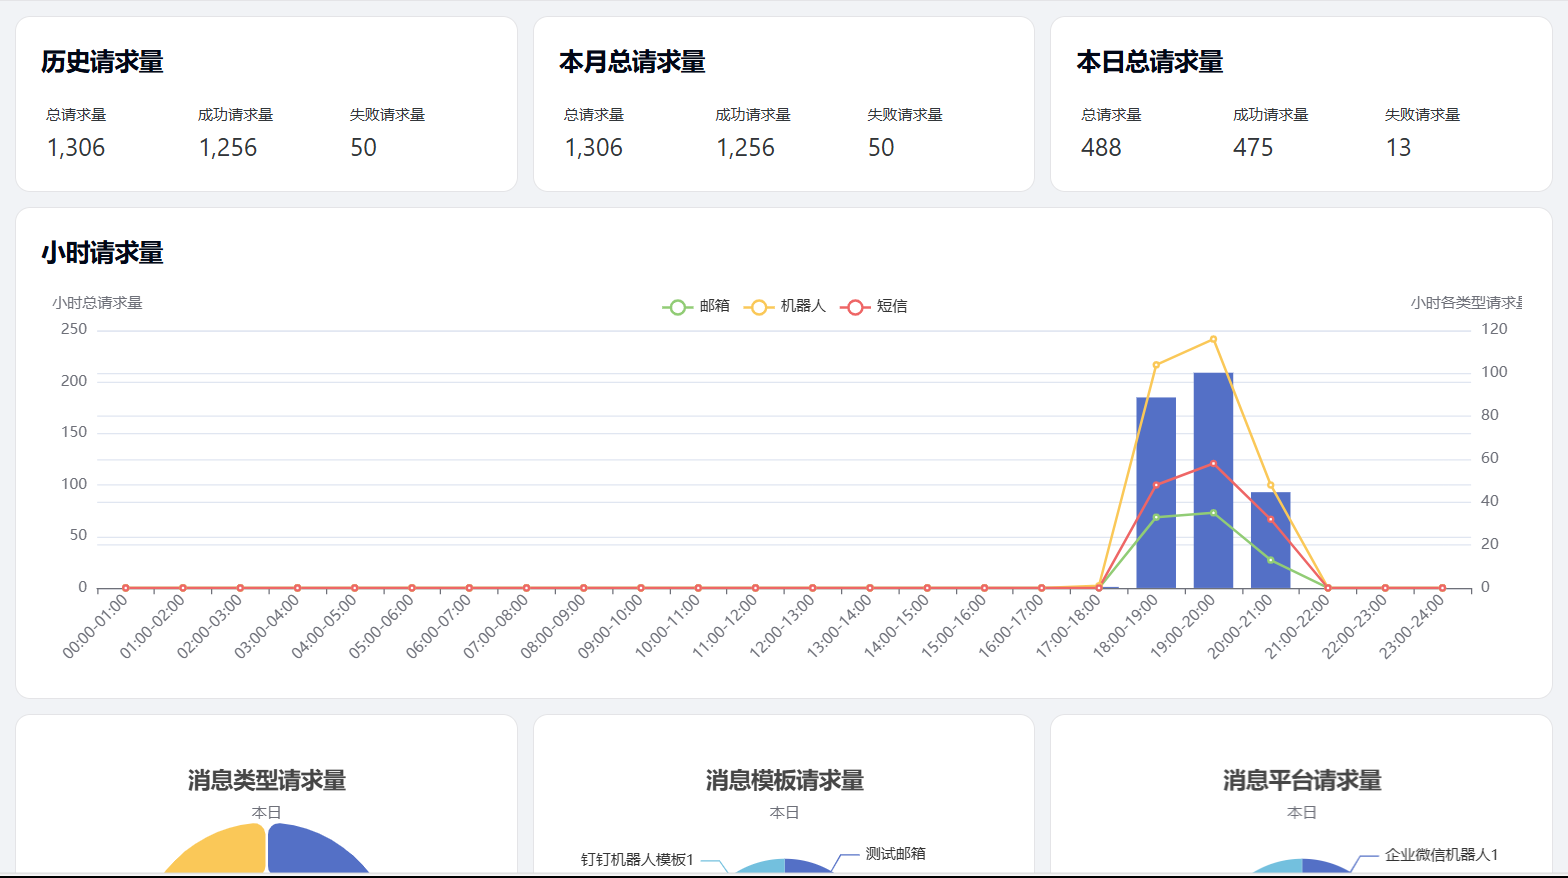 历史请求量
总请求量 成功请求量 失败请求量
1,306 1,256 50
本月总请求量
总请求量 成功请求量 失败请求量
1,306 1,256 50
本日总请求量
总请求量 成功请求量 失败请求量
488 475 13
小时请求量
小时总请求量
邮箱 机器人 短信
小时各类型请求量
250
200
150
100
50
0
120
100
80
60
40
20
0
00:00-01:00
01:00-02:00
02:00-03:00
03:00-04:00
04:00-05:00
05:00-06:00
06:00-07:00
07:00-08:00
08:00-09:00
09:00-10:00
10:00-11:00
11:00-12:00
12:00-13:00
13:00-14:00
14:00-15:00
15:00-16:00
16:00-17:00
17:00-18:00
18:00-19:00
19:00-20:00
20:00-21:00
21:00-22:00
22:00-23:00
23:00-24:00
消息类型请求量
本日
消息模板请求量
本日
钉钉机器人模板1
测试邮箱
消息平台请求量
本日
企业微信机器人1